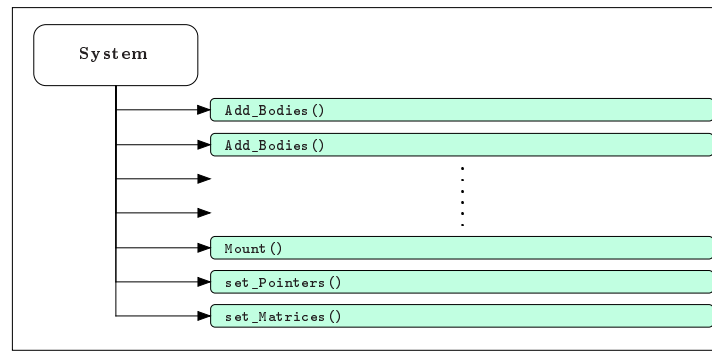 System
Add_Bodies()
Add_Bodies()
Mount()
set_Pointers()
set_Matrices()